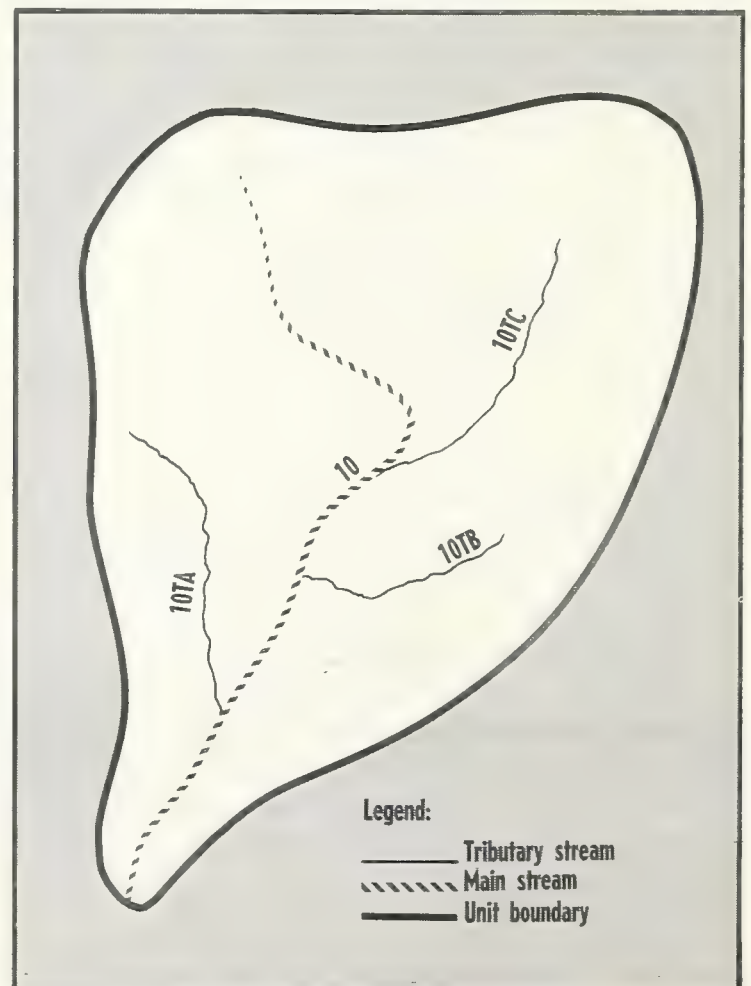 10TC
10
10TB
10TA
Legend:
Tributary stream
Main stream
Unit boundary